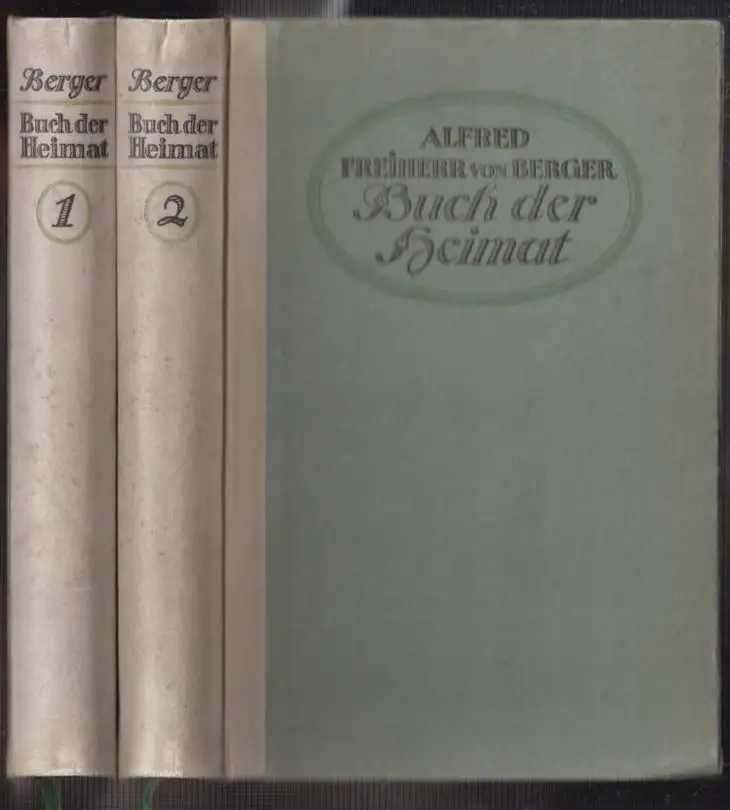 Berger
Buch der
Heimat
1
Berger
Buch der
Heimat
2
ALFRED
FREIHERR VON BERGER
Buch der
Heimat